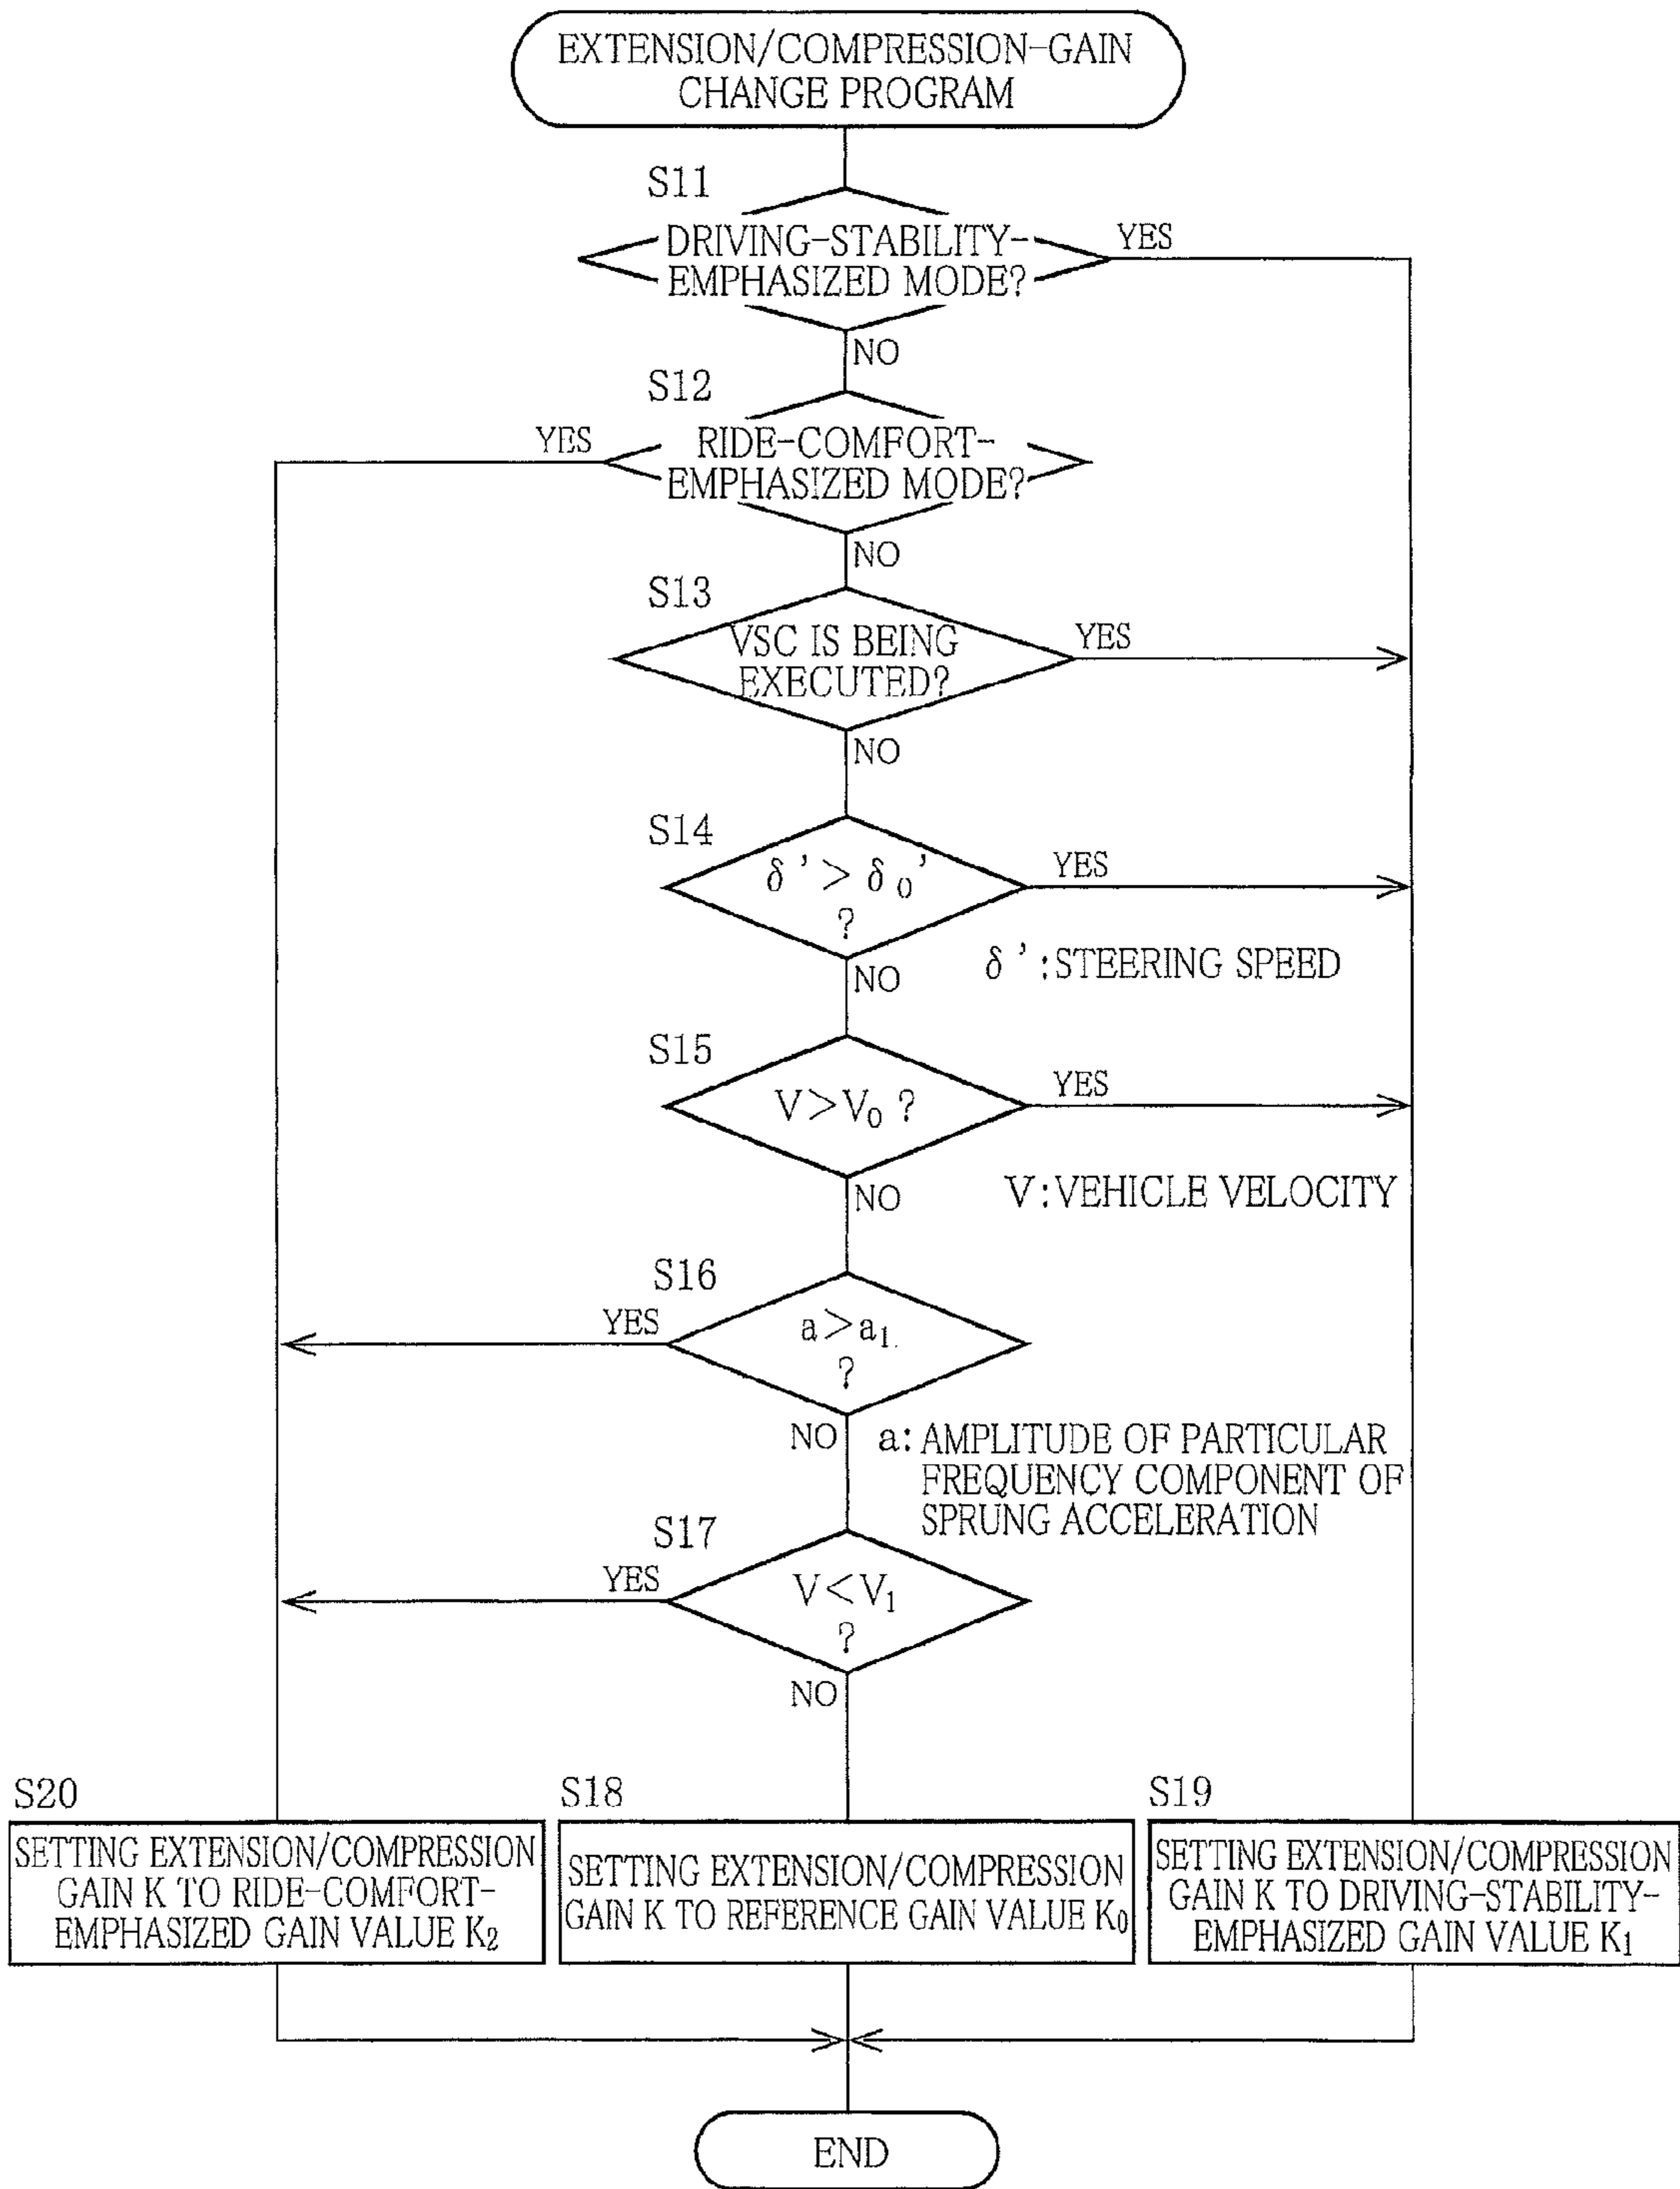 EXTENSION/COMPRESSION-GAIN
CHANGE PROGRAM
S11
DRIVING-STABILITY-
EMPHASIZED MODE?
YES
NO
S12
RIDE-COMFORT-
EMPHASIZED MODE?
YES
NO
S13
VSC IS BEING
EXECUTED?
YES
NO
S14
δ' > δ₀'
?
YES
NO
δ':STEERING SPEED
S15
V>V₀ ?
YES
NO
V:VEHICLE VELOCITY
S16
a>a₁
?
YES
NO
a:AMPLITUDE OF PARTICULAR
FREQUENCY COMPONENT OF
SPRUNG ACCELERATION
S17
V<V₁
?
YES
NO
S20
SETTING EXTENSION/COMPRESSION
GAIN K TO RIDE-COMFORT-
EMPHASIZED GAIN VALUE K₂
S18
SETTING EXTENSION/COMPRESSION
GAIN K TO REFERENCE GAIN VALUE K₀
S19
SETTING EXTENSION/COMPRESSION
GAIN K TO DRIVING-STABILITY-
EMPHASIZED GAIN VALUE K₁
END